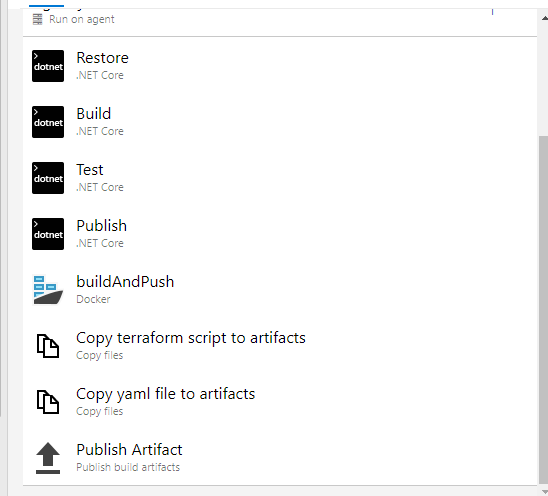 Run on agent
dotnet
Restore
.NET Core
dotnet
Build
.NET Core
dotnet
Test
.NET Core
dotnet
Publish
.NET Core
buildAndPush
Docker
Copy terraform script to artifacts
Copy files
Copy yaml file to artifacts
Copy files
Publish Artifact
Publish build artifacts